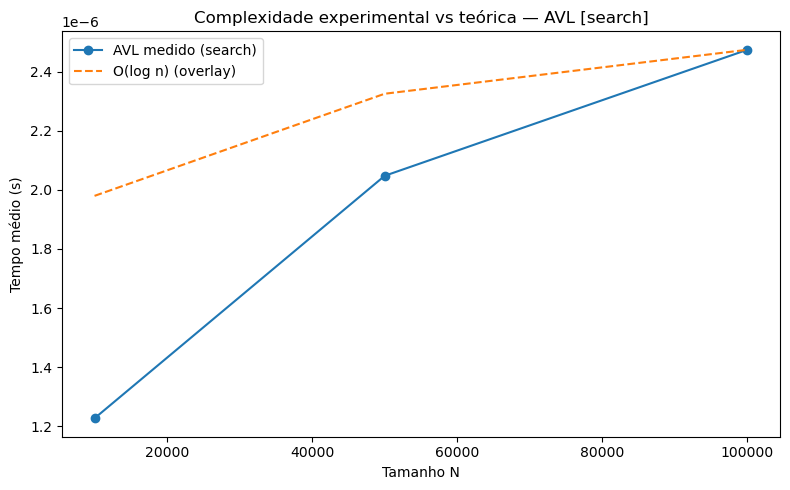 Complexidade experimental vs teórica — AVL [search]
1e−6
AVL medido (search)
O(log n) (overlay)
2.4
2.2
2.0
1.8
1.6
1.4
1.2
Tempo médio (s)
20000 40000 60000 80000 100000
Tamanho N